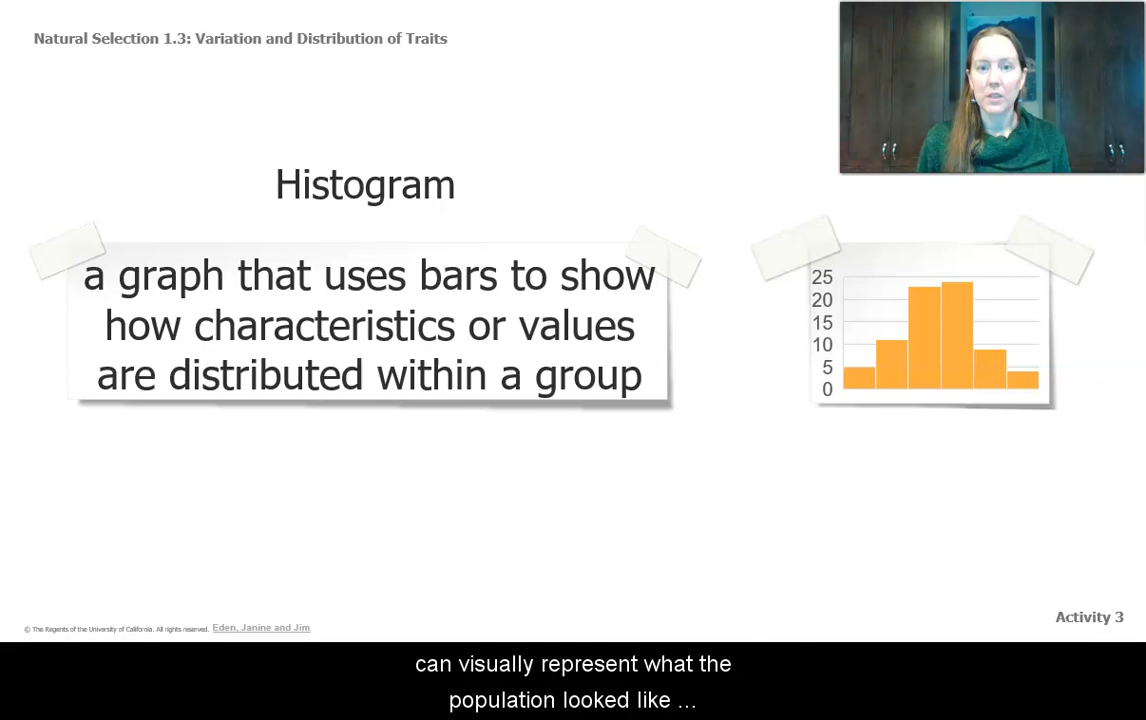 Natural Selection 1.3: Variation and Distribution of Traits
Histogram
a graph that uses bars to show
how characteristics or values
are distributed within a group
25
20
15
10
5
0
Activity 3
© The Regents of the University of California. All rights reserved. Eden, Janine and Jim
can visually represent what the
population looked like ...